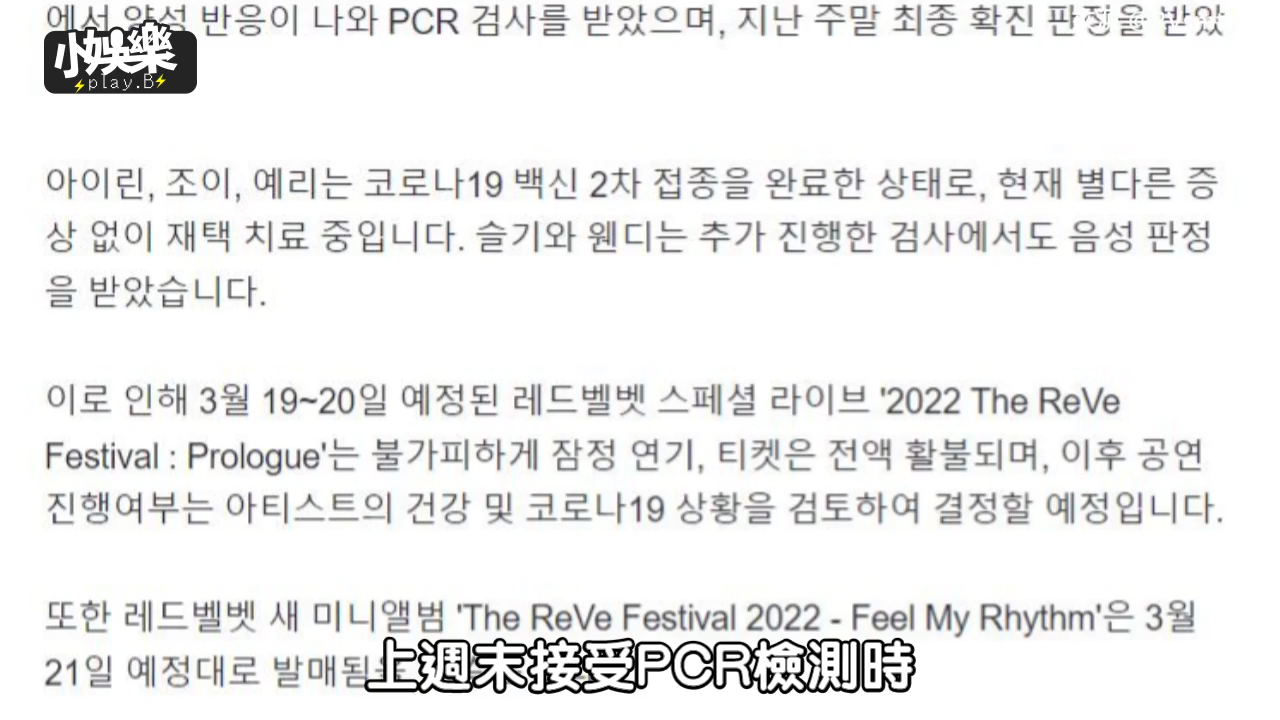 에서 양성 반응이 나와 PCR 검사를 받았으며, 지난 주말 최종 확진 판정을 받았
小娛樂
play.B
아이린, 조이, 예리는 코로나19 백신 2차 접종을 완료한 상태로, 현재 별다른 증
상 없이 재택 치료 중입니다. 슬기와 웬디는 추가 진행한 검사에서도 음성 판정
을 받았습니다.
이로 인해 3월 19~20일 예정된 레드벨벳 스페셜 라이브 '2022 The ReVe
Festival : Prologue'는 불가피하게 잠정 연기, 티켓은 전액 환불되며, 이후 공연
진행여부는 아티스트의 건강 및 코로나19 상황을 검토하여 결정할 예정입니다.
또한 레드벨벳 새 미니앨범 'The ReVe Festival 2022 - Feel My Rhythm'은 3월
21일 예정대로 발매됨을
上週末接受PCR檢測時